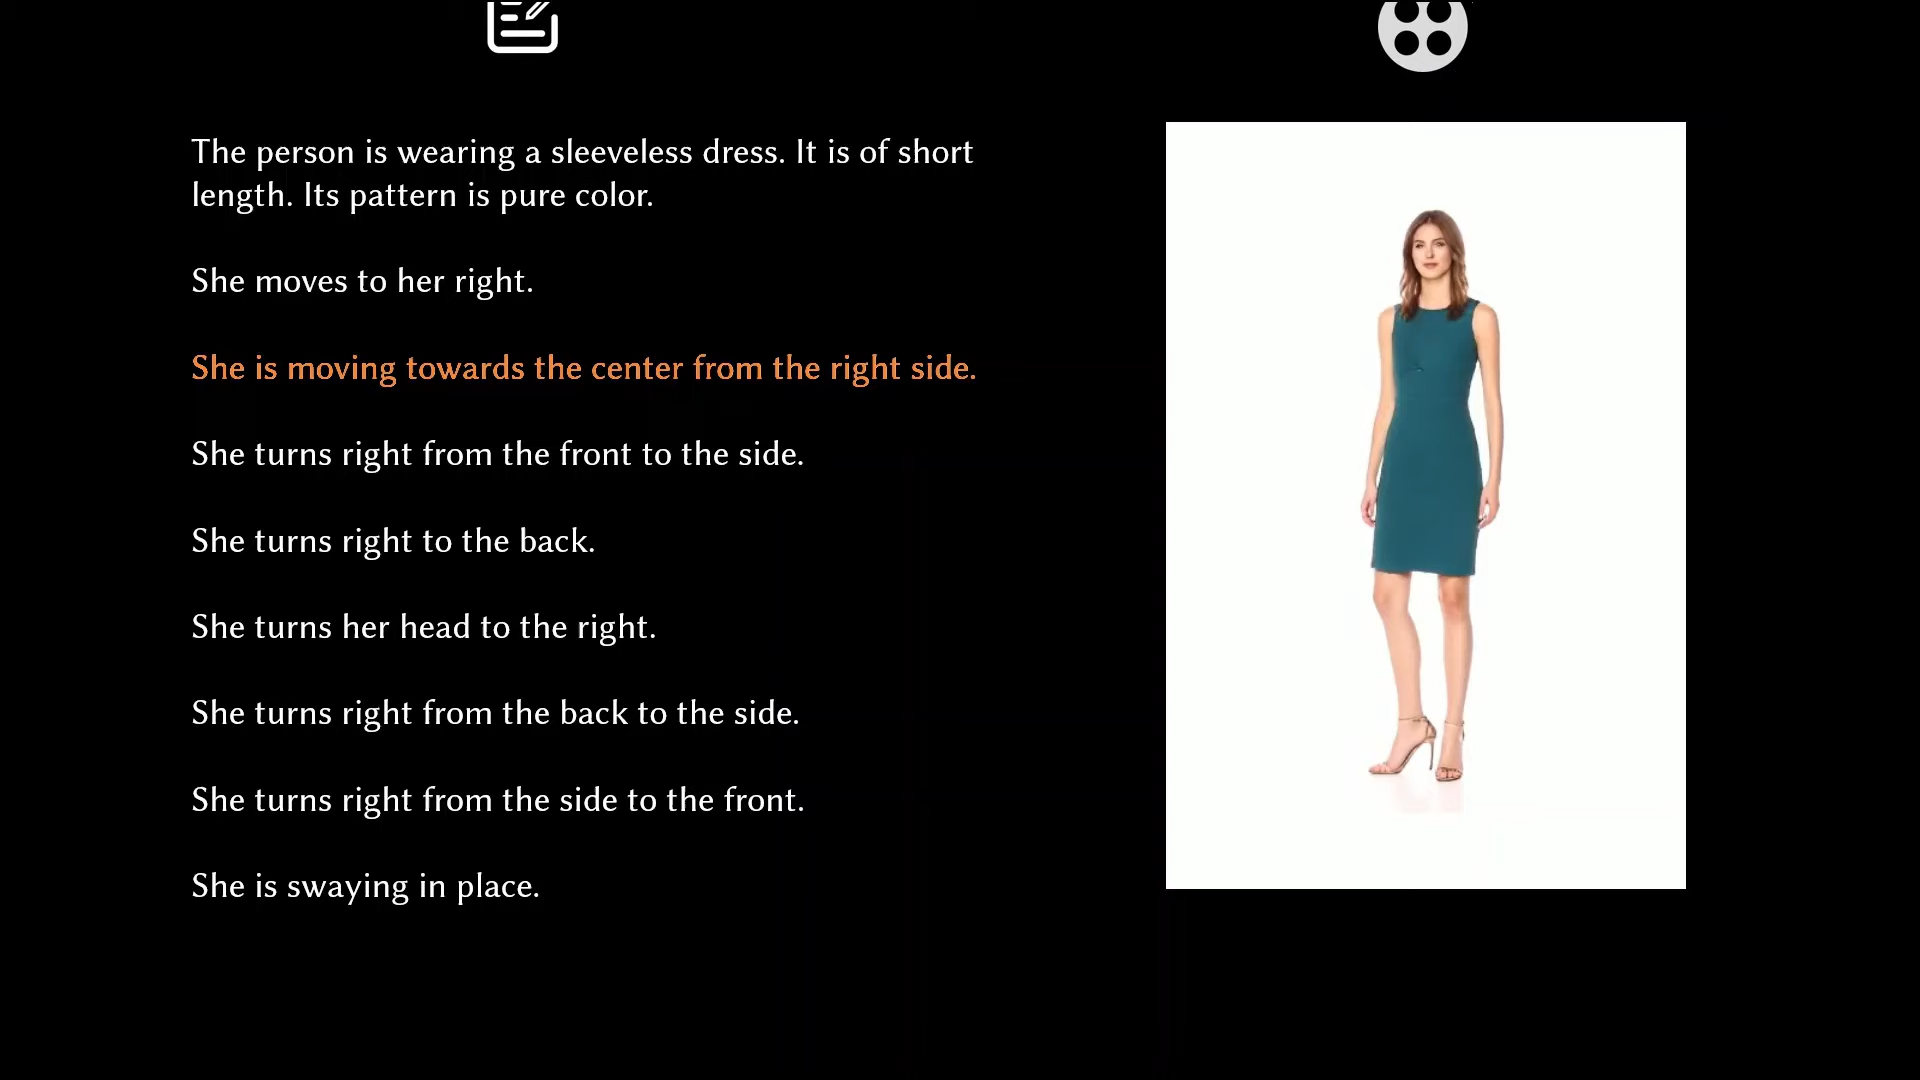 The person is wearing a sleeveless dress. It is of short
length. Its pattern is pure color.
She moves to her right.
She is moving towards the center from the right side.
She turns right from the front to the side.
She turns right to the back.
She turns her head to the right.
She turns right from the back to the side.
She turns right from the side to the front.
She is swaying in place.